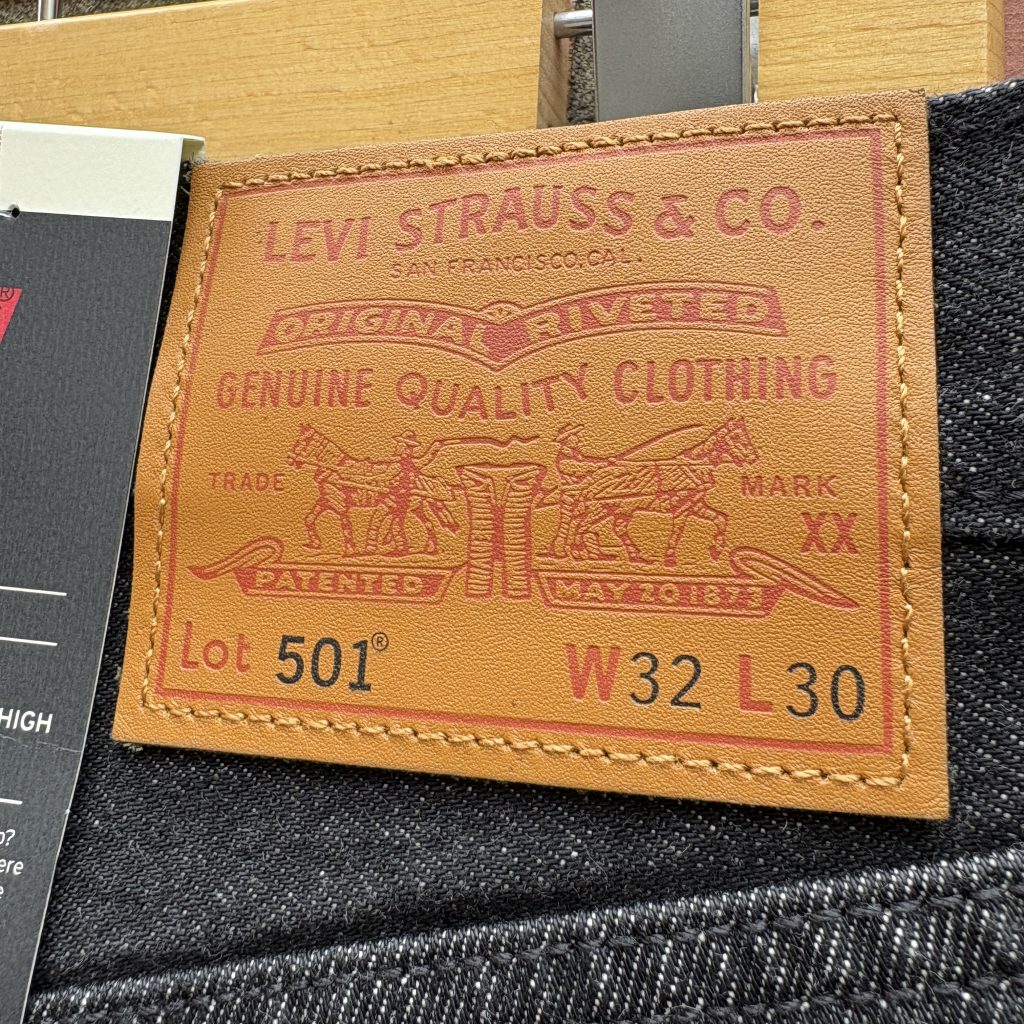 LEVI STRAUSS & CO.
SAN FRANCISCO, CAL.
ORIGINAL RIVETED
GENUINE QUALITY CLOTHING
TRADE MARK
XX
PATENTED MAY 20 1873
Lot 501® W32 L30
®
HIGH
?
ere